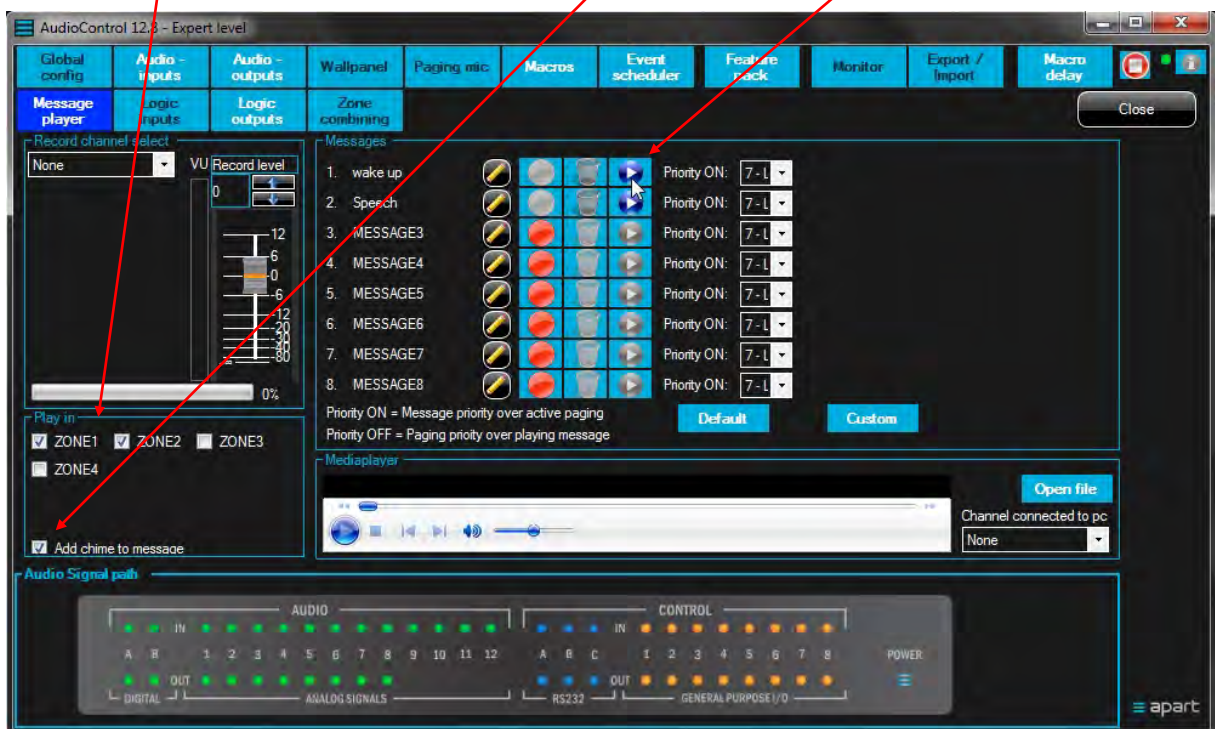 AudioControl 12.8 - Expert level
Global config
Audio - inputs
Audio - outputs
Wallpanel
Paging mic
Macros
Event scheduler
Feature pack
Monitor
Export / Import
Macro delay
Message player
Logic inputs
Logic outputs
Zone combining
Close
Record channel select
None
VU
Record level
0
12
6
0
-6
-12
-20
-80
0%
Messages
1. wake up Priority ON: 7 - L
2. Speech Priority ON: 7 - L
3. MESSAGE3 Priority ON: 7 - L
4. MESSAGE4 Priority ON: 7 - L
5. MESSAGE5 Priority ON: 7 - L
6. MESSAGE6 Priority ON: 7 - L
7. MESSAGE7 Priority ON: 7 - L
8. MESSAGE8 Priority ON: 7 - L
Priority ON = Message priority over active paging
Priority OFF = Paging priority over playing message
Default
Custom
Play in
ZONE1 ZONE2 ZONE3
ZONE4
Add chime to message
Mediaplayer
Open file
Channel connected to pc
None
Audio Signal path
AUDIO CONTROL
IN IN
A B 1 2 3 4 5 6 7 8 9 10 11 12 A B C 1 2 3 4 5 6 7 8 POWER
OUT OUT
DIGITAL ANALOG SIGNALS RS232 GENERAL PURPOSE I/O
apart